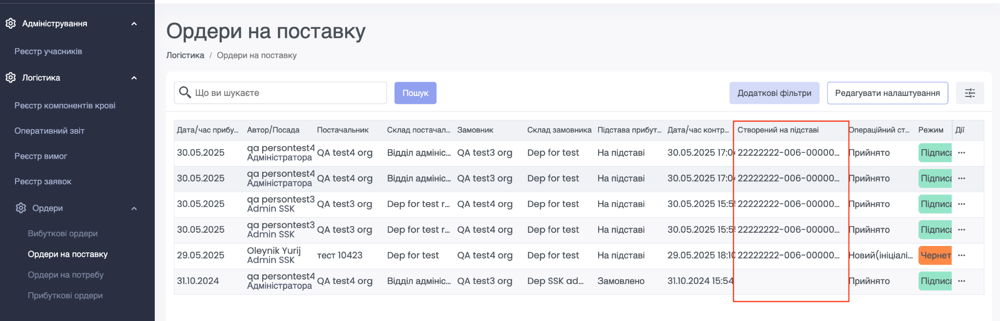 Адміністрування
Реєстр учасників
Логістика
Реєстр компонентів крові
Оперативний звіт
Реєстр вимог
Реєстр заявок
Ордери
Вибуткові ордери
Ордери на поставку
Ордери на потребу
Прибуткові ордери
Ордери на поставку
Логістика / Ордери на поставку
Що ви шукаєте Пошук Додаткові фільтри Редагувати налаштування
Дата/час прибу... Автор/Посада Постачальник Склад постачал... Замовник Склад замовника Підстава прибут... Дата/час контр... Створений на підставі Операційний ст... Режим Дії
30.05.2025 qa persontest4 Адміністратора QA test4 org Відділ адмініс... QA test3 org Dep for test На підставі 30.05.2025 17:04 22222222-006-00000... Прийнято Підписа ...
30.05.2025 qa persontest4 Адміністратора QA test4 org Відділ адмініс... QA test3 org Dep for test На підставі 30.05.2025 17:04 22222222-006-00000... Прийнято Підписа ...
30.05.2025 qa persontest3 Admin SSK QA test3 org Dep for test r... QA test4 org Dep for test На підставі 30.05.2025 15:55 22222222-006-00000... Прийнято Підписа ...
30.05.2025 qa persontest3 Admin SSK QA test3 org Dep for test r... QA test4 org Dep for test На підставі 30.05.2025 15:55 22222222-006-00000... Прийнято Підписа ...
29.05.2025 Oleynik Yurij Admin SSK тест 10423 Dep for test QA test4 org Dep for test На підставі 29.05.2025 18:10 22222222-006-00000... Новий(ініціалі... Чернет ...
31.10.2024 qa persontest4 Адміністратора QA test4 org Відділ адмініс... QA test3 org Dep SSK ad... Замовлено 31.10.2024 15:54 Прийнято Підписа ...